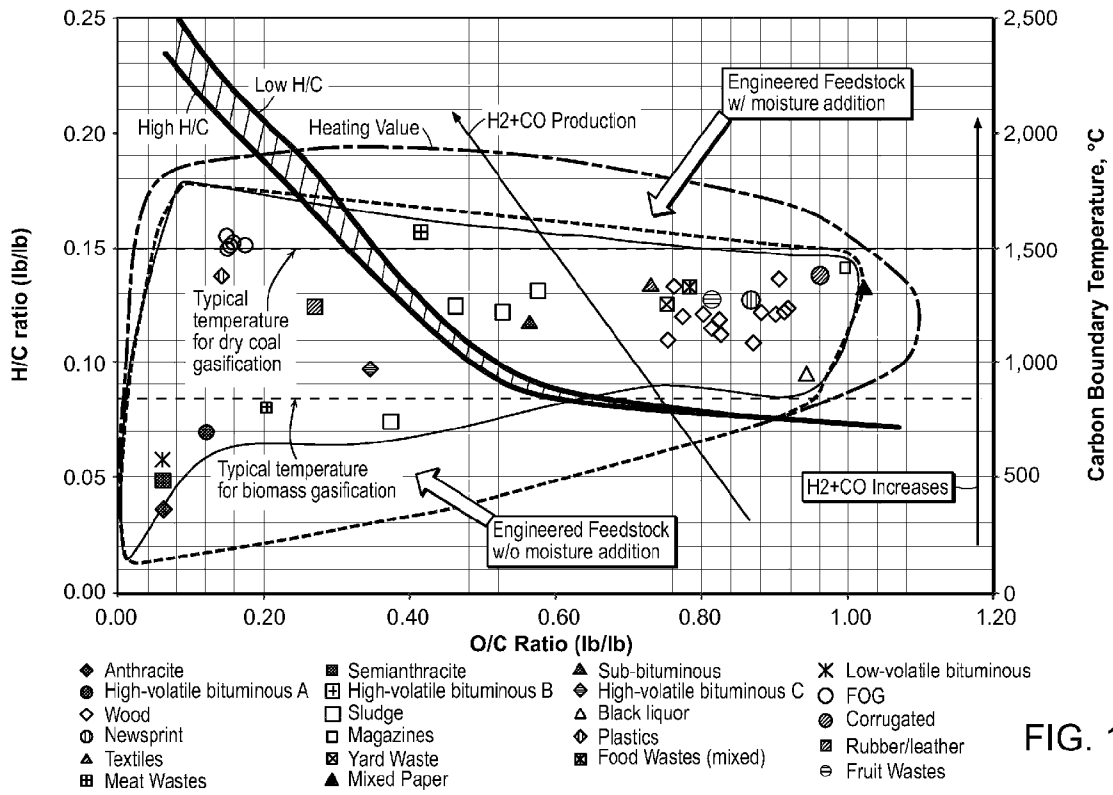 0.25
0.20
0.15
0.10
0.05
0.00
H/C ratio (lb/lb)
2,500
2,000
1,500
1,000
500
0
Carbon Boundary Temperature, °C
Low H/C
High H/C
Heating Value
H2+CO Production
Engineered Feedstock
w/ moisture addition
Typical
temperature
for dry coal
gasification
Typical temperature
for biomass gasification
Engineered Feedstock
w/o moisture addition
H2+CO Increases
0.00 0.20 0.40 0.60 0.80 1.00 1.20
O/C Ratio (lb/lb)
Anthracite
High-volatile bituminous A
Wood
Newsprint
Textiles
Meat Wastes
Semianthracite
High-volatile bituminous B
Sludge
Magazines
Yard Waste
Mixed Paper
Sub-bituminous
High-volatile bituminous C
Black liquor
Plastics
Food Wastes (mixed)
Low-volatile bituminous
FOG
Corrugated
Rubber/leather
Fruit Wastes
FIG.